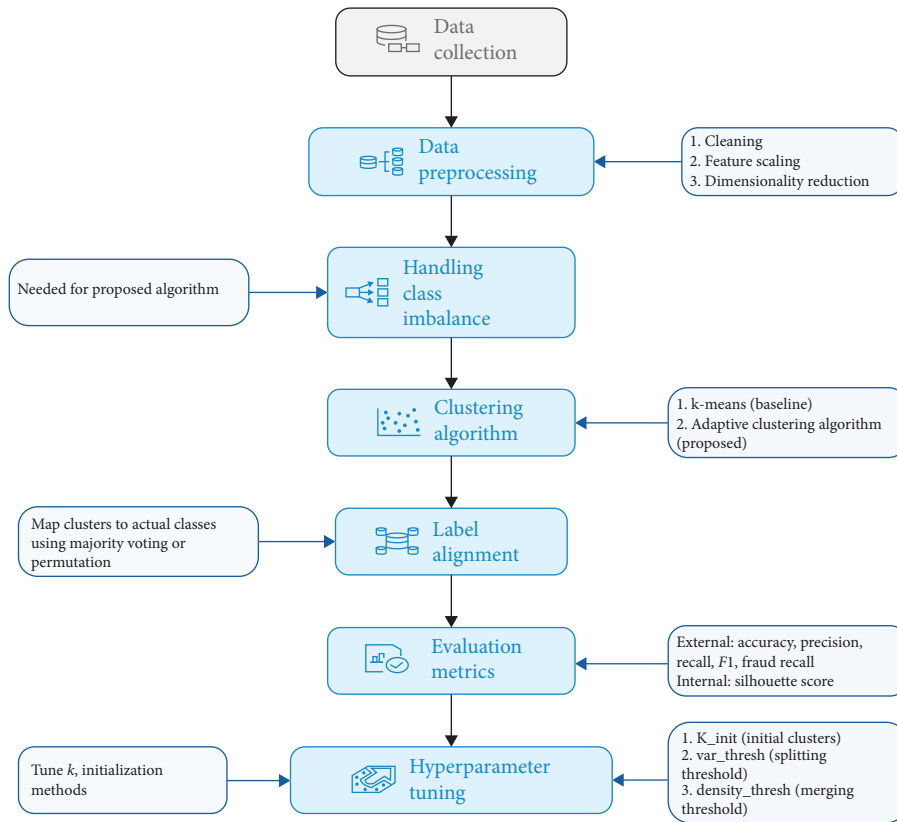 Data
collection
Data
preprocessing
1. Cleaning
2. Feature scaling
3. Dimensionality reduction
Needed for proposed algorithm
Handling
class
imbalance
Clustering
algorithm
1. k-means (baseline)
2. Adaptive clustering algorithm
(proposed)
Map clusters to actual classes
using majority voting or
permutation
Label
alignment
Evaluation
metrics
External: accuracy, precision,
recall, F1, fraud recall
Internal: silhouette score
Tune k, initialization
methods
Hyperparameter
tuning
1. K_init (initial clusters)
2. var_thresh (splitting
threshold)
3. density_thresh (merging
threshold)